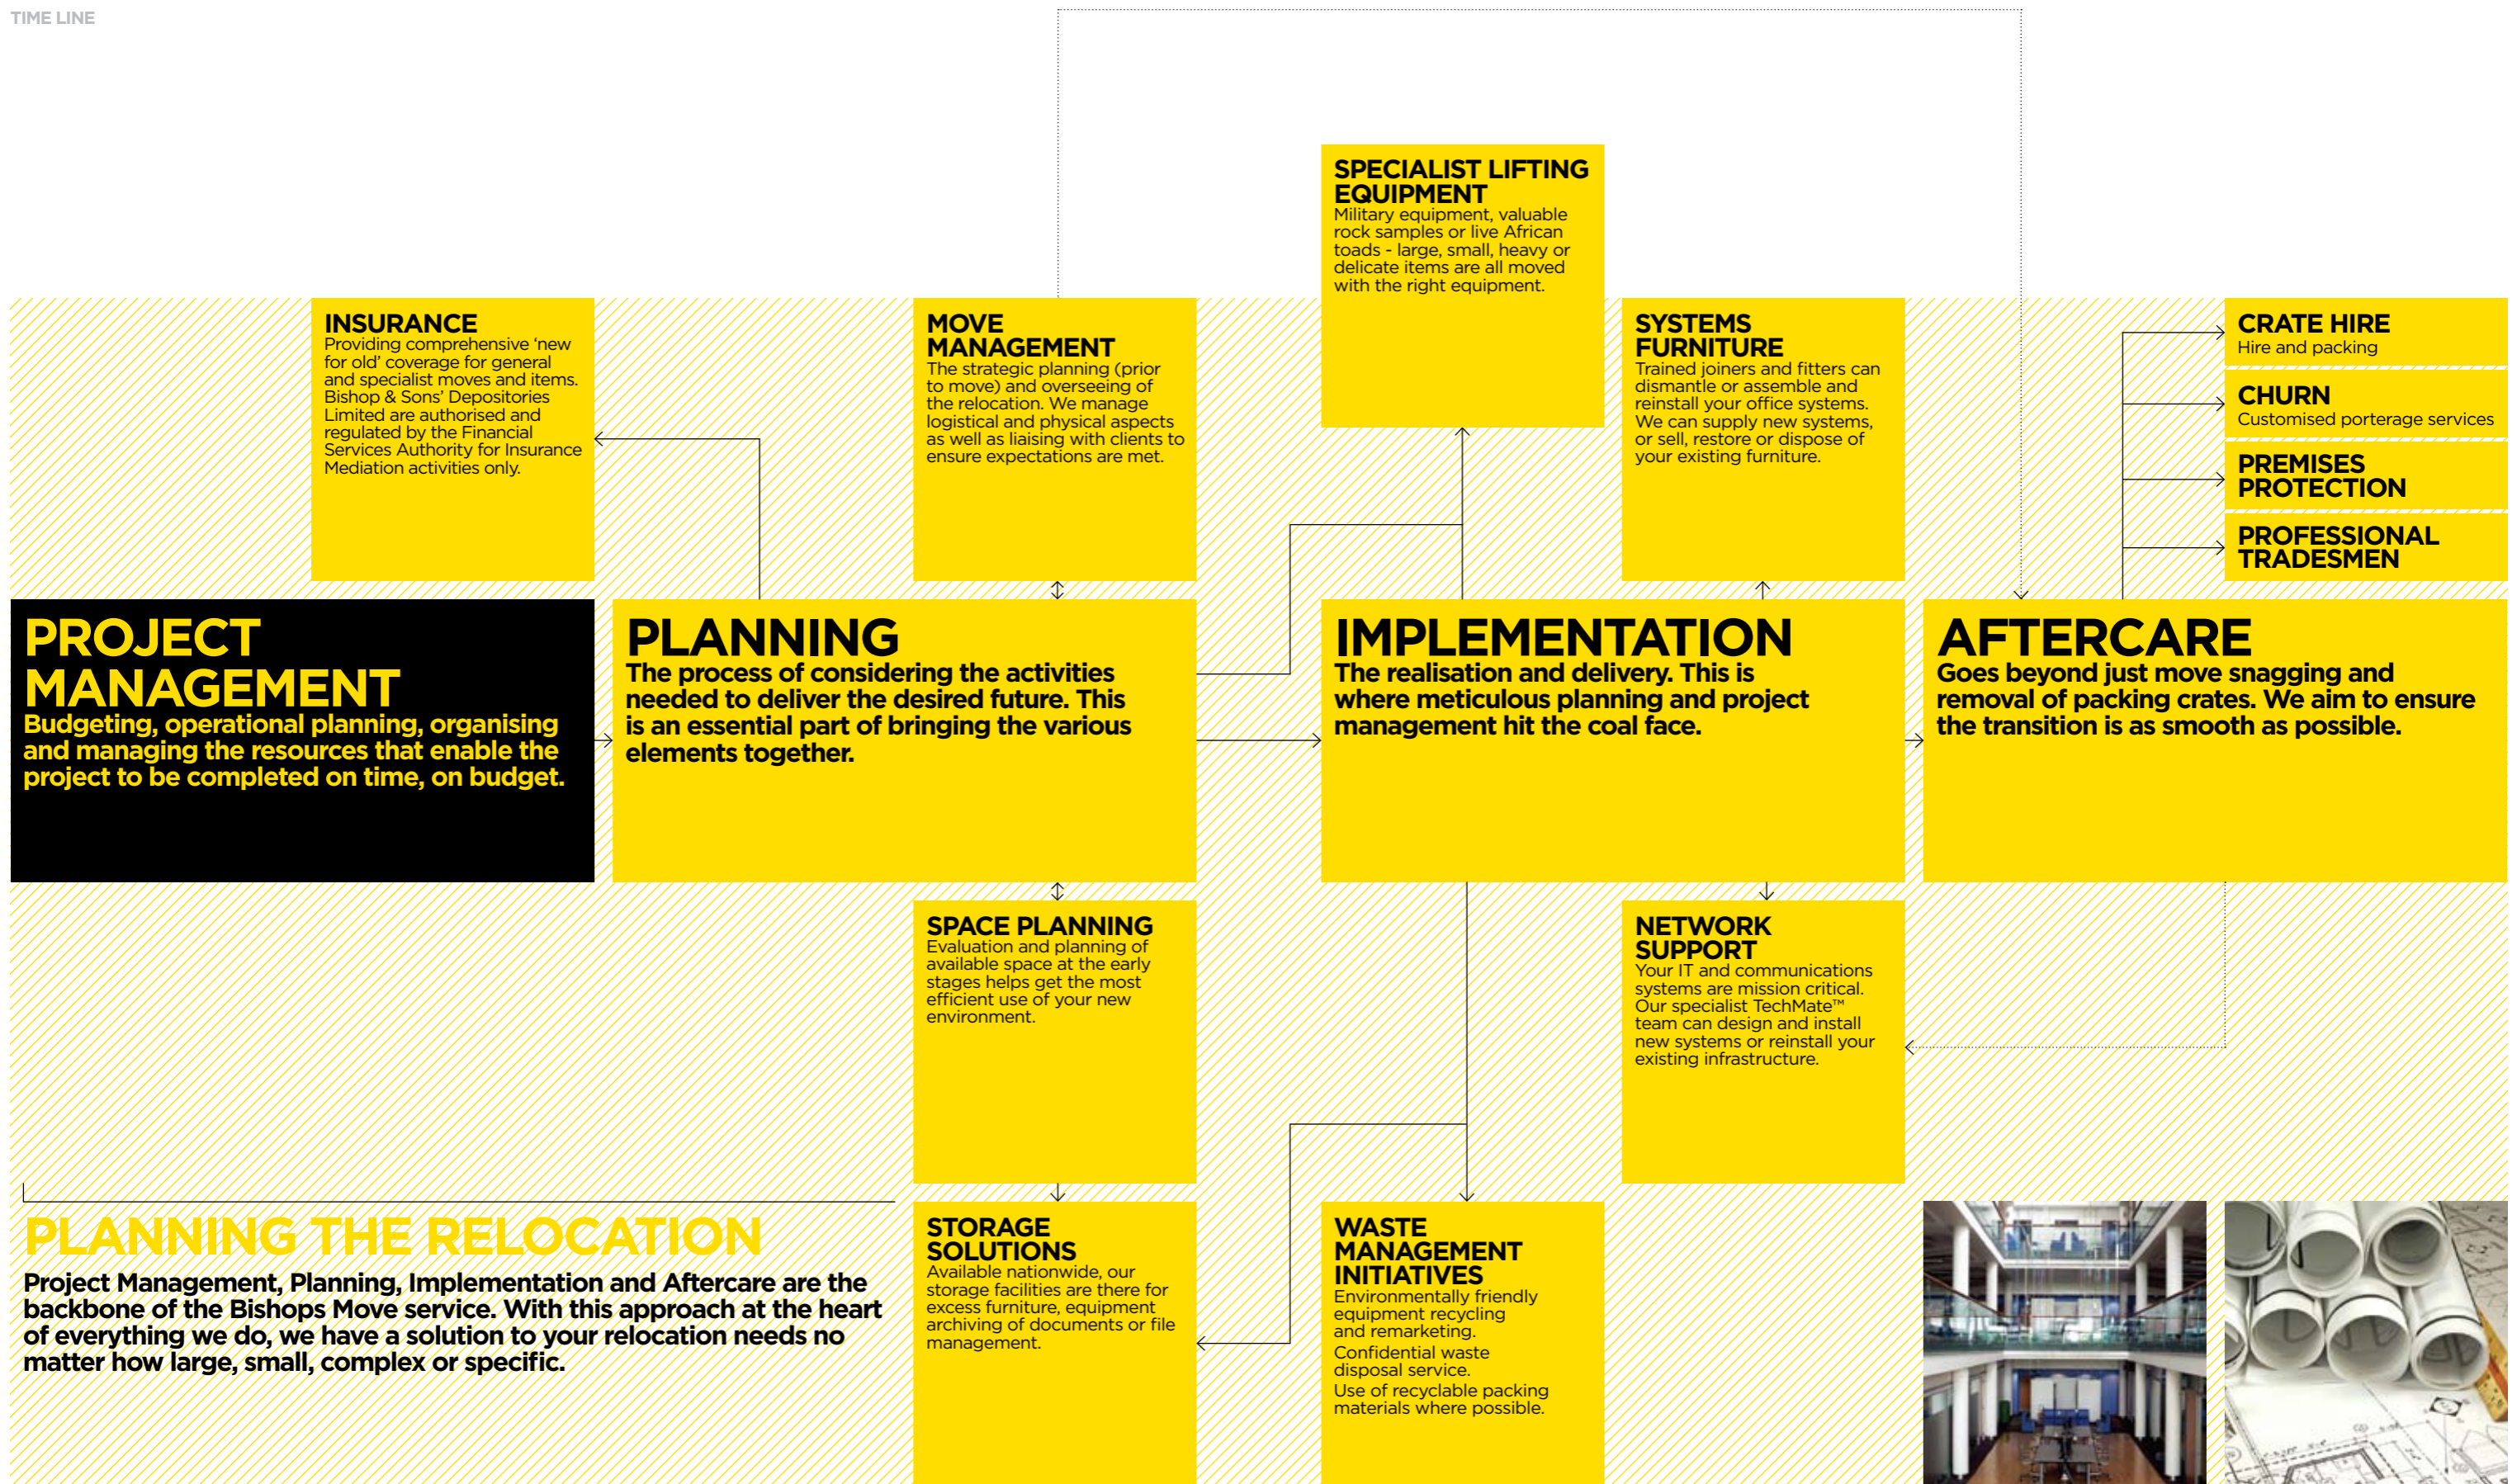 TIME LINE
SPECIALIST LIFTING
EQUIPMENT
Military equipment, valuable
rock samples or live African
toads - large, small, heavy or
delicate items are all moved
with the right equipment.
INSURANCE
Providing comprehensive ‘new
for old’ coverage for general
and specialist moves and items.
Bishop & Sons’ Depositories
Limited are authorised and
regulated by the Financial
Services Authority for Insurance
Mediation activities only.
MOVE
MANAGEMENT
The strategic planning (prior
to move) and overseeing of
the relocation. We manage
logistical and physical aspects
as well as liaising with clients to
ensure expectations are met.
SYSTEMS
FURNITURE
Trained joiners and fitters can
dismantle or assemble and
reinstall your office systems.
We can supply new systems,
or sell, restore or dispose of
your existing furniture.
CRATE HIRE
Hire and packing
CHURN
Customised porterage services
PREMISES
PROTECTION
PROFESSIONAL
TRADESMEN
PROJECT
MANAGEMENT
Budgeting, operational planning, organising
and managing the resources that enable the
project to be completed on time, on budget.
PLANNING
The process of considering the activities
needed to deliver the desired future. This
is an essential part of bringing the various
elements together.
IMPLEMENTATION
The realisation and delivery. This is
where meticulous planning and project
management hit the coal face.
AFTERCARE
Goes beyond just move snagging and
removal of packing crates. We aim to ensure
the transition is as smooth as possible.
SPACE PLANNING
Evaluation and planning of
available space at the early
stages helps get the most
efficient use of your new
environment.
NETWORK
SUPPORT
Your IT and communications
systems are mission critical.
Our specialist TechMate™
team can design and install
new systems or reinstall your
existing infrastructure.
PLANNING THE RELOCATION
Project Management, Planning, Implementation and Aftercare are the
backbone of the Bishops Move service. With this approach at the heart
of everything we do, we have a solution to your relocation needs no
matter how large, small, complex or specific.
STORAGE
SOLUTIONS
Available nationwide, our
storage facilities are there for
excess furniture, equipment
archiving of documents or file
management.
WASTE
MANAGEMENT
INITIATIVES
Environmentally friendly
equipment recycling
and remarketing.
Confidential waste
disposal service.
Use of recyclable packing
materials where possible.